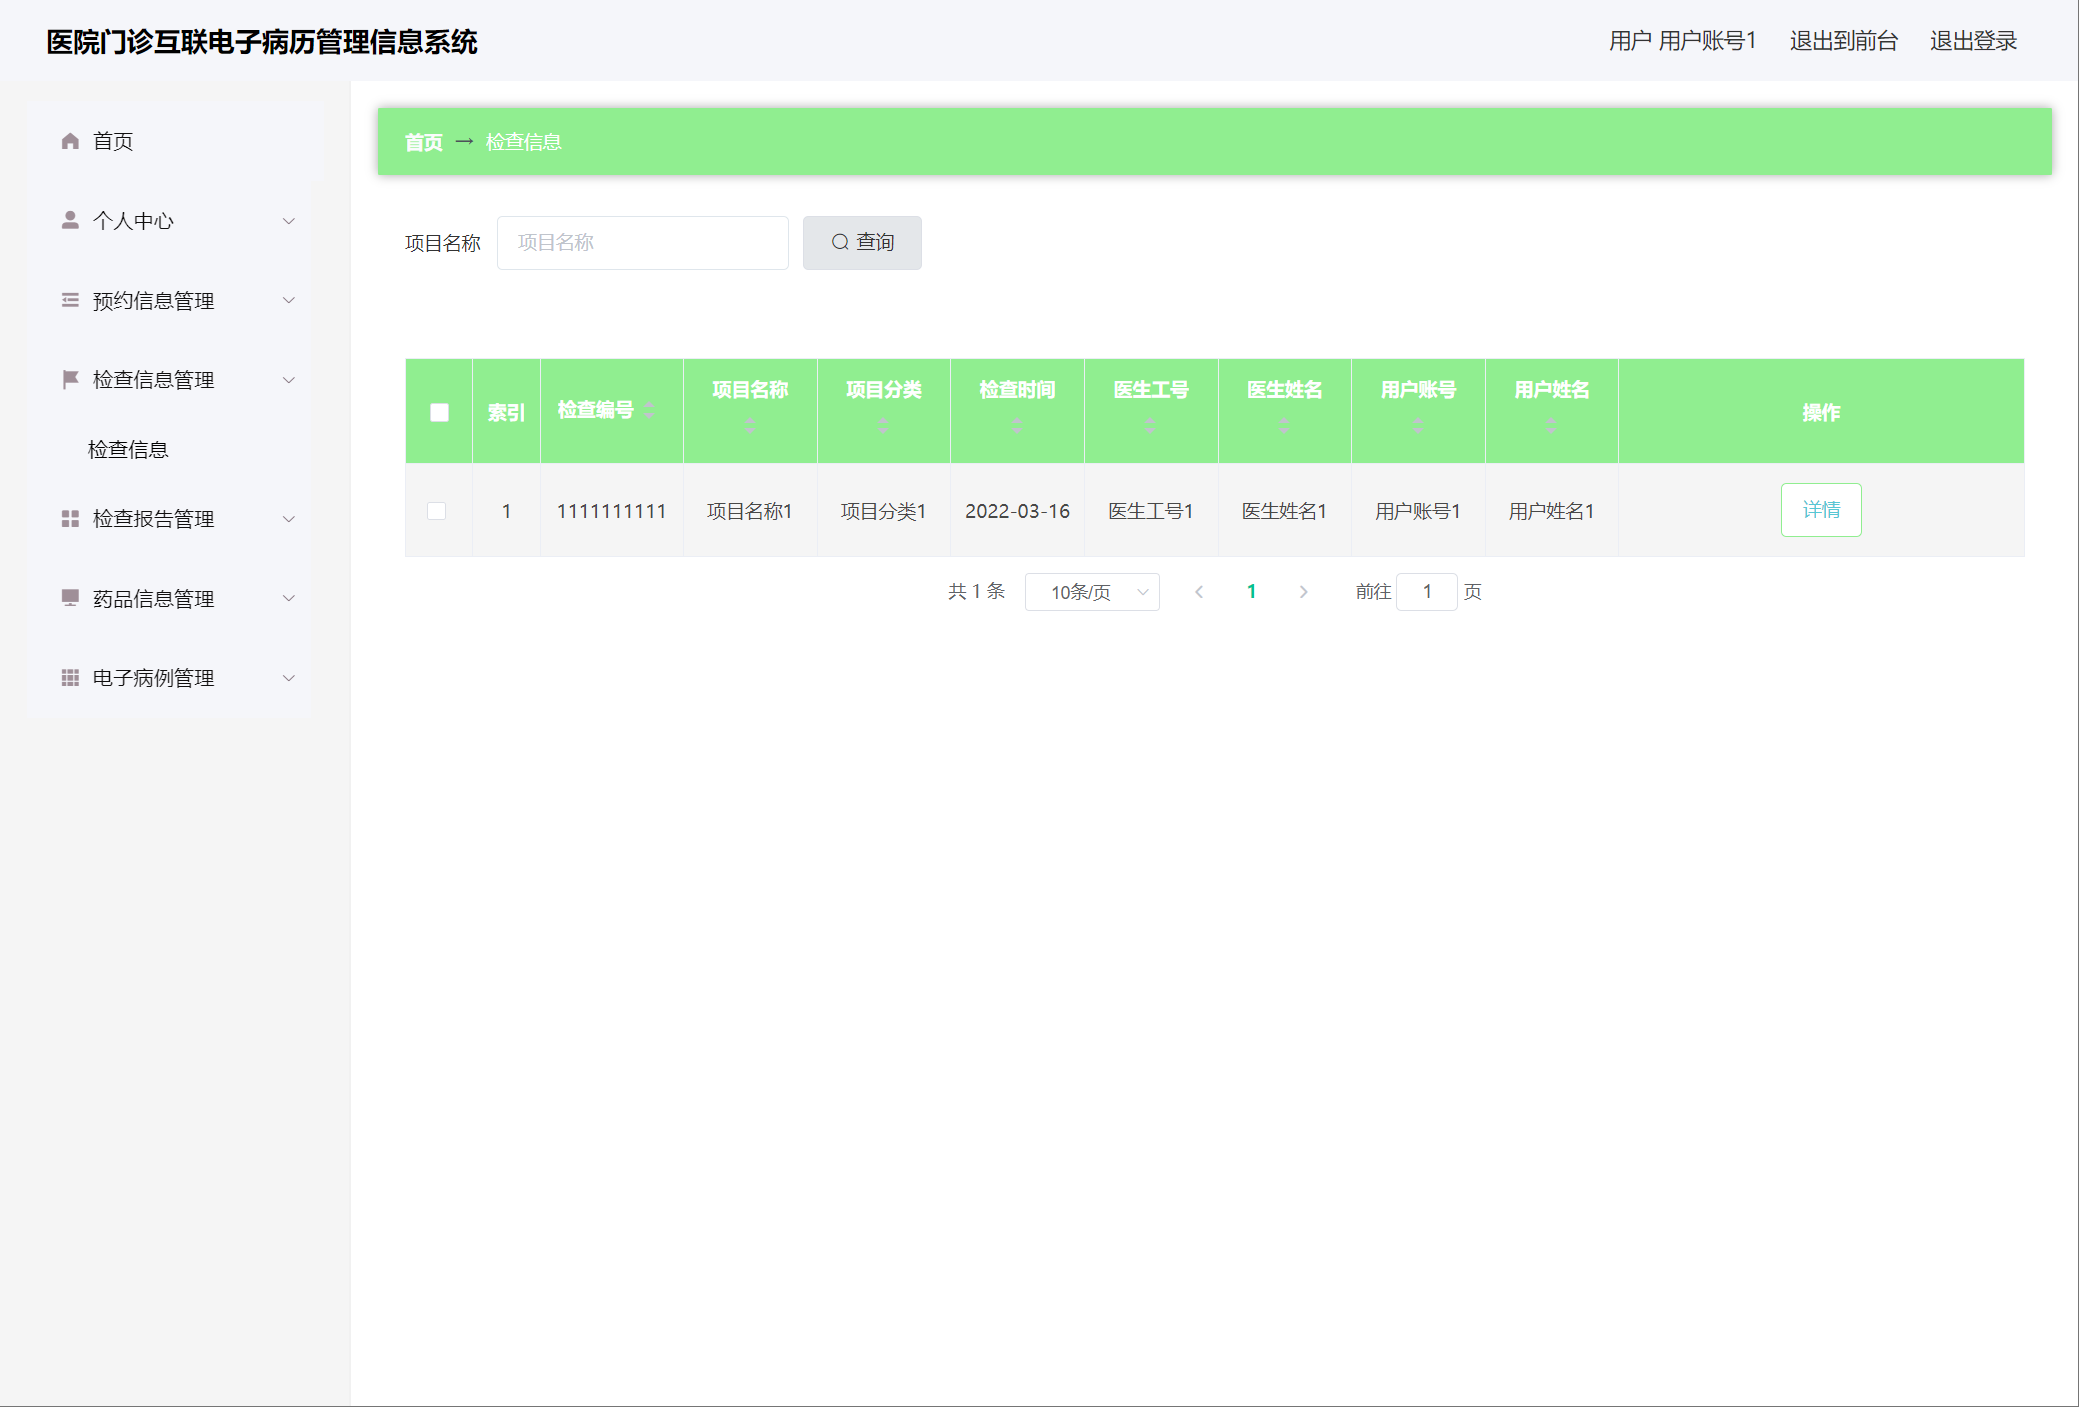 医院门诊互联电子病历管理信息系统
用户 用户账号1 退出到前台 退出登录
首页
个人中心
预约信息管理
检查信息管理
检查信息
检查报告管理
药品信息管理
电子病例管理
首页 → 检查信息
项目名称 项目名称 查询
索引 检查编号 项目名称 项目分类 检查时间 医生工号 医生姓名 用户账号 用户姓名 操作
1 1111111111 项目名称1 项目分类1 2022-03-16 医生工号1 医生姓名1 用户账号1 用户姓名1 详情
共 1 条 10条/页 1 前往 1 页